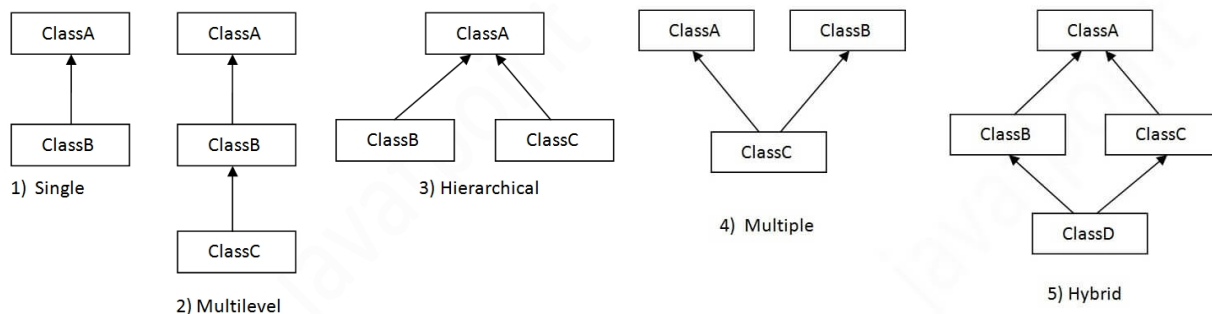 ClassA
ClassB
1) Single
ClassA
ClassB
ClassC
2) Multilevel
ClassA
ClassB
ClassC
3) Hierarchical
ClassA
ClassB
ClassC
4) Multiple
ClassA
ClassB
ClassC
ClassD
5) Hybrid